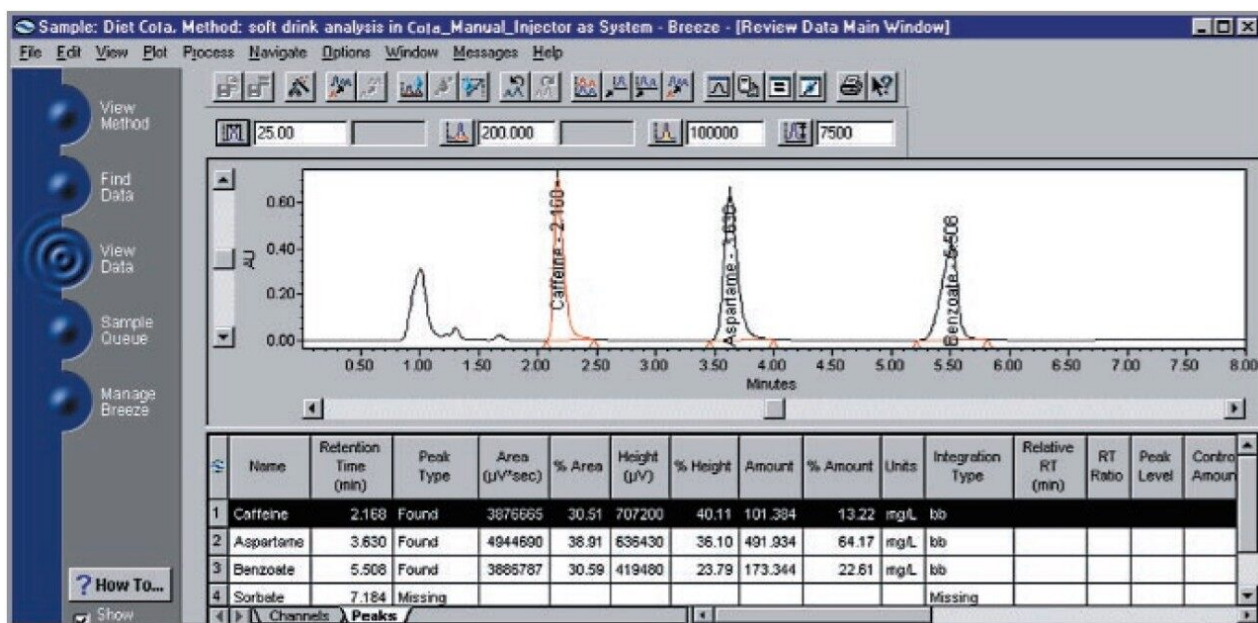 Sample: Diet Cola, Method: soft drink analysis in Cola_Manual_Injector as System - Breeze - [Review Data Main Window]
File Edit View Plot Process Navigate Options Window Messages Help
View Method
Find Data
View Data
Sample Queue
Manage Breeze
? How To...
Show
25.00 200.000 100000 7500
AU
0.60
0.40
0.20
0.00
Caffeine - 2.168
Aspartame - 3.630
Benzoate - 5.508
0.50 1.00 1.50 2.00 2.50 3.00 3.50 4.00 4.50 5.00 5.50 6.00 6.50 7.00 7.50 8.00
Minutes
Name Retention Time (min) Peak Type Area (µV*sec) % Area Height (µV) % Height Amount % Amount Units Integration Type Relative RT (min) RT Ratio Peak Level Contro Amoun
1 Caffeine 2.168 Found 3876665 30.51 707200 40.11 101.384 13.22 mg/L bb
2 Aspartame 3.630 Found 4944690 38.91 636430 36.10 491.934 64.17 mg/L bb
3 Benzoate 5.508 Found 3886787 30.59 419480 23.79 173.344 22.61 mg/L bb
4 Sorbate 7.184 Missing Missing
Channels Peaks